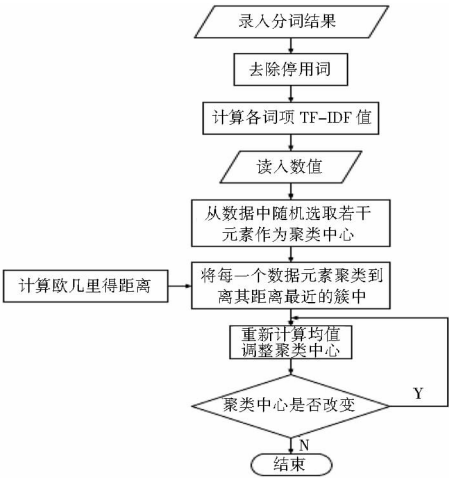 录入分词结果
去除停用词
计算各词项 TF-IDF 值
读入数值
从数据中随机选取若干
元素作为聚类中心
计算欧几里得距离
将每一个数据元素聚类到
离其距离最近的簇中
重新计算均值
调整聚类中心
聚类中心是否改变
Y
N
结束